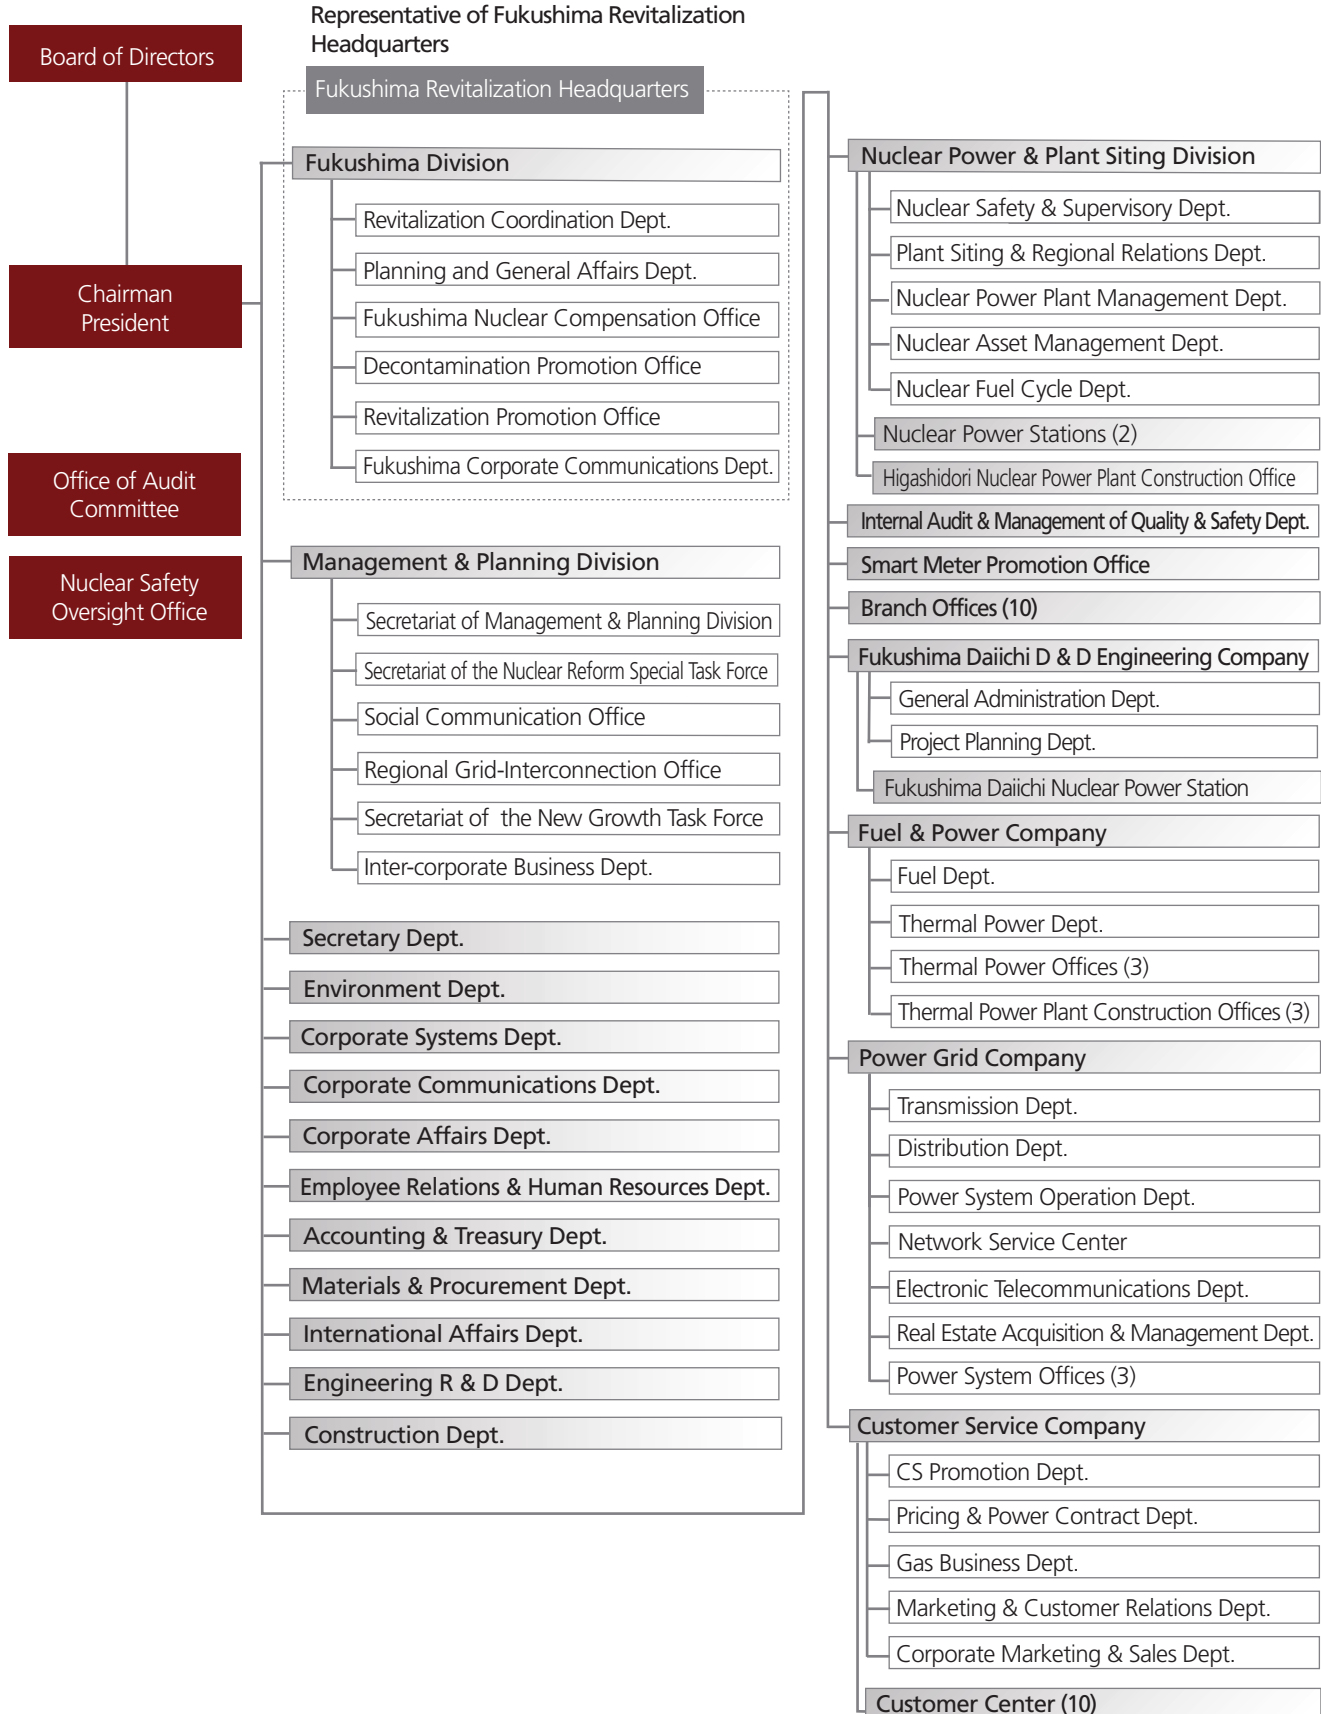 Board of Directors
Chairman
President
Office of Audit
Committee
Nuclear Safety
Oversight Office
Representative of Fukushima Revitalization
Headquarters
Fukushima Revitalization Headquarters
Fukushima Division
Revitalization Coordination Dept.
Planning and General Affairs Dept.
Fukushima Nuclear Compensation Office
Decontamination Promotion Office
Revitalization Promotion Office
Fukushima Corporate Communications Dept.
Management & Planning Division
Secretariat of Management & Planning Division
Secretariat of the Nuclear Reform Special Task Force
Social Communication Office
Regional Grid-Interconnection Office
Secretariat of the New Growth Task Force
Inter-corporate Business Dept.
Secretary Dept.
Environment Dept.
Corporate Systems Dept.
Corporate Communications Dept.
Corporate Affairs Dept.
Employee Relations & Human Resources Dept.
Accounting & Treasury Dept.
Materials & Procurement Dept.
International Affairs Dept.
Engineering R & D Dept.
Construction Dept.
Nuclear Power & Plant Siting Division
Nuclear Safety & Supervisory Dept.
Plant Siting & Regional Relations Dept.
Nuclear Power Plant Management Dept.
Nuclear Asset Management Dept.
Nuclear Fuel Cycle Dept.
Nuclear Power Stations (2)
Higashidori Nuclear Power Plant Construction Office
Internal Audit & Management of Quality & Safety Dept.
Smart Meter Promotion Office
Branch Offices (10)
Fukushima Daiichi D & D Engineering Company
General Administration Dept.
Project Planning Dept.
Fukushima Daiichi Nuclear Power Station
Fuel & Power Company
Fuel Dept.
Thermal Power Dept.
Thermal Power Offices (3)
Thermal Power Plant Construction Offices (3)
Power Grid Company
Transmission Dept.
Distribution Dept.
Power System Operation Dept.
Network Service Center
Electronic Telecommunications Dept.
Real Estate Acquisition & Management Dept.
Power System Offices (3)
Customer Service Company
CS Promotion Dept.
Pricing & Power Contract Dept.
Gas Business Dept.
Marketing & Customer Relations Dept.
Corporate Marketing & Sales Dept.
Customer Center (10)